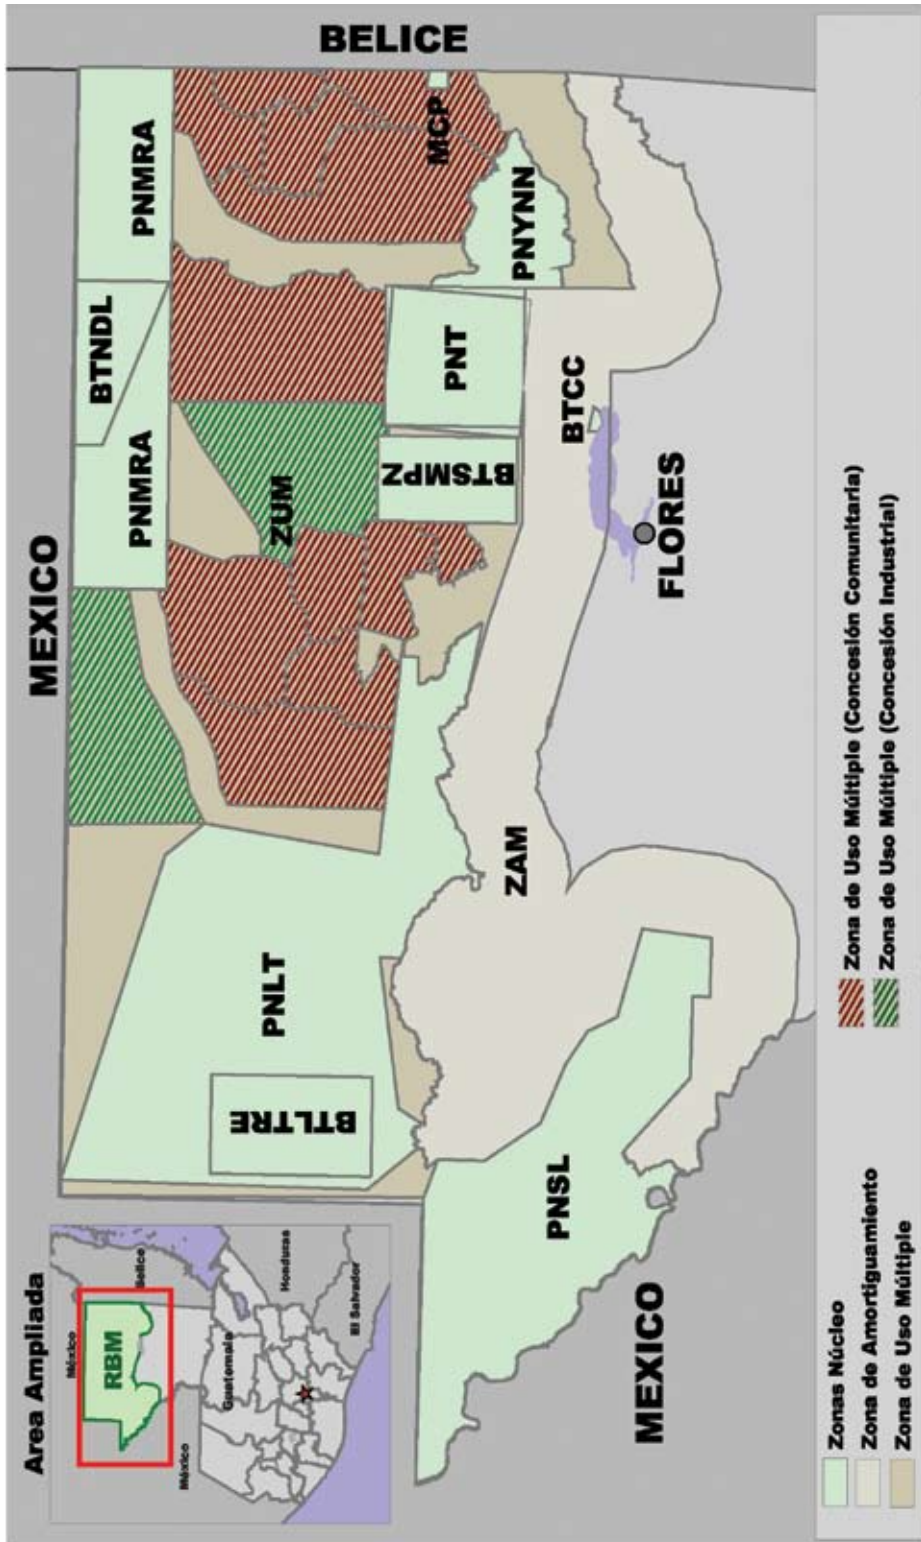 Area Ampliada
México
RBM
Belice
México
Guatemala
Honduras
El Salvador
MEXICO
BELICE
BTNDL
PNMRA
PNMRA
ZUM
MCP
PNLT
BTLTRE
BTSMPZ
PNT
PNYNN
BTCC
ZAM
FLORES
PNSL
MEXICO
Zonas Núcleo
Zona de Amortiguamiento
Zona de Uso Múltiple
Zona de Uso Múltiple (Concesión Comunitaria)
Zona de Uso Múltiple (Concesión Industrial)